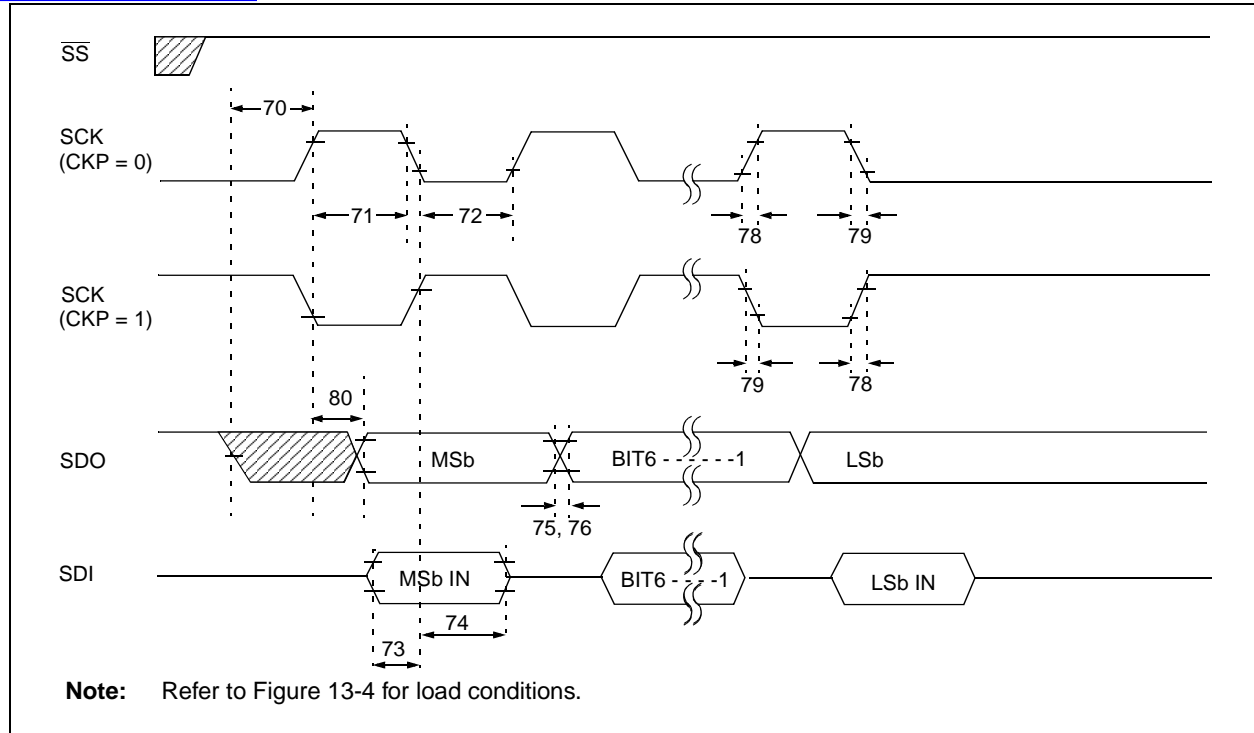 SS
70
SCK
(CKP = 0)
71
72
78
79
SCK
(CKP = 1)
79
78
80
SDO
MSb
BIT6 - - - - - -1
LSb
75, 76
SDI
MSb IN
BIT6 - - - -1
LSb IN
74
73
Note: Refer to Figure 13-4 for load conditions.